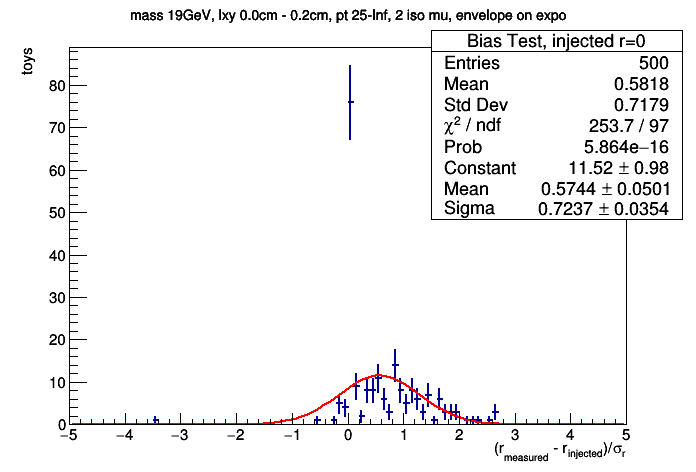 mass 19GeV, lxy 0.0cm - 0.2cm, pt 25-Inf, 2 iso mu, envelope on expo
Bias Test, injected r=0
Entries 500
Mean 0.5818
Std Dev 0.7179
χ² / ndf 253.7 / 97
Prob 5.864e−16
Constant 11.52 ± 0.98
Mean 0.5744 ± 0.0501
Sigma 0.7237 ± 0.0354
toys
80
70
60
50
40
30
20
10
0
−5 −4 −3 −2 −1 0 1 2 3 4 5
(r_measured - r_injected)/σ_r